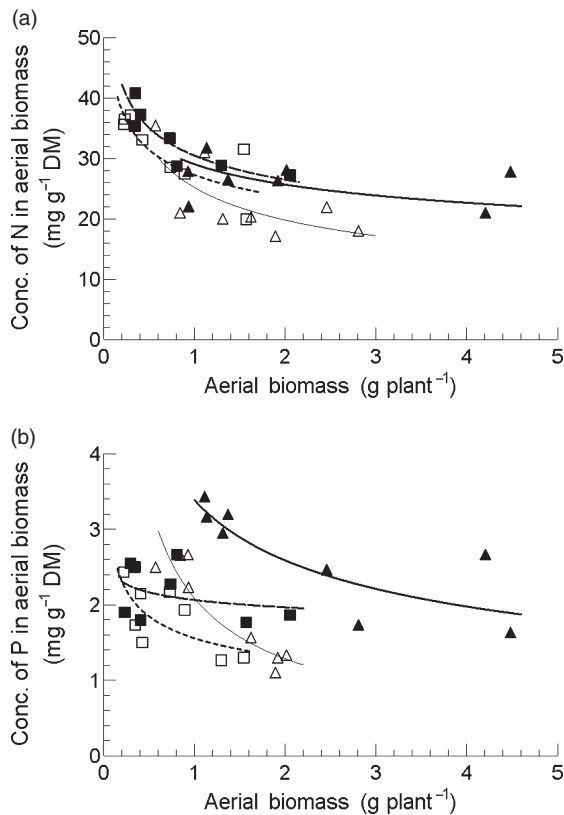 (a)
50
40
30
20
10
0
Conc. of N in aerial biomass
(mg g⁻¹ DM)
0 1 2 3 4 5
Aerial biomass (g plant⁻¹)
(b)
4
3
2
1
0
Conc. of P in aerial biomass
(mg g⁻¹ DM)
0 1 2 3 4 5
Aerial biomass (g plant⁻¹)